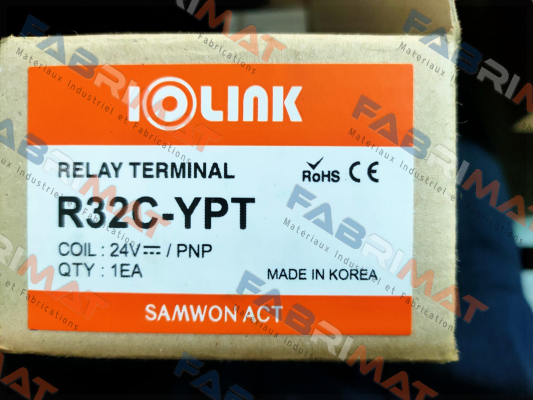 IOLINK
RELAY TERMINAL
RoHS CE
R32C-YPT
COIL : 24V⎓ / PNP
QTY : 1EA
MADE IN KOREA
SAMWON ACT
FABRIMAT
Materiaux Industriel et Fabrications